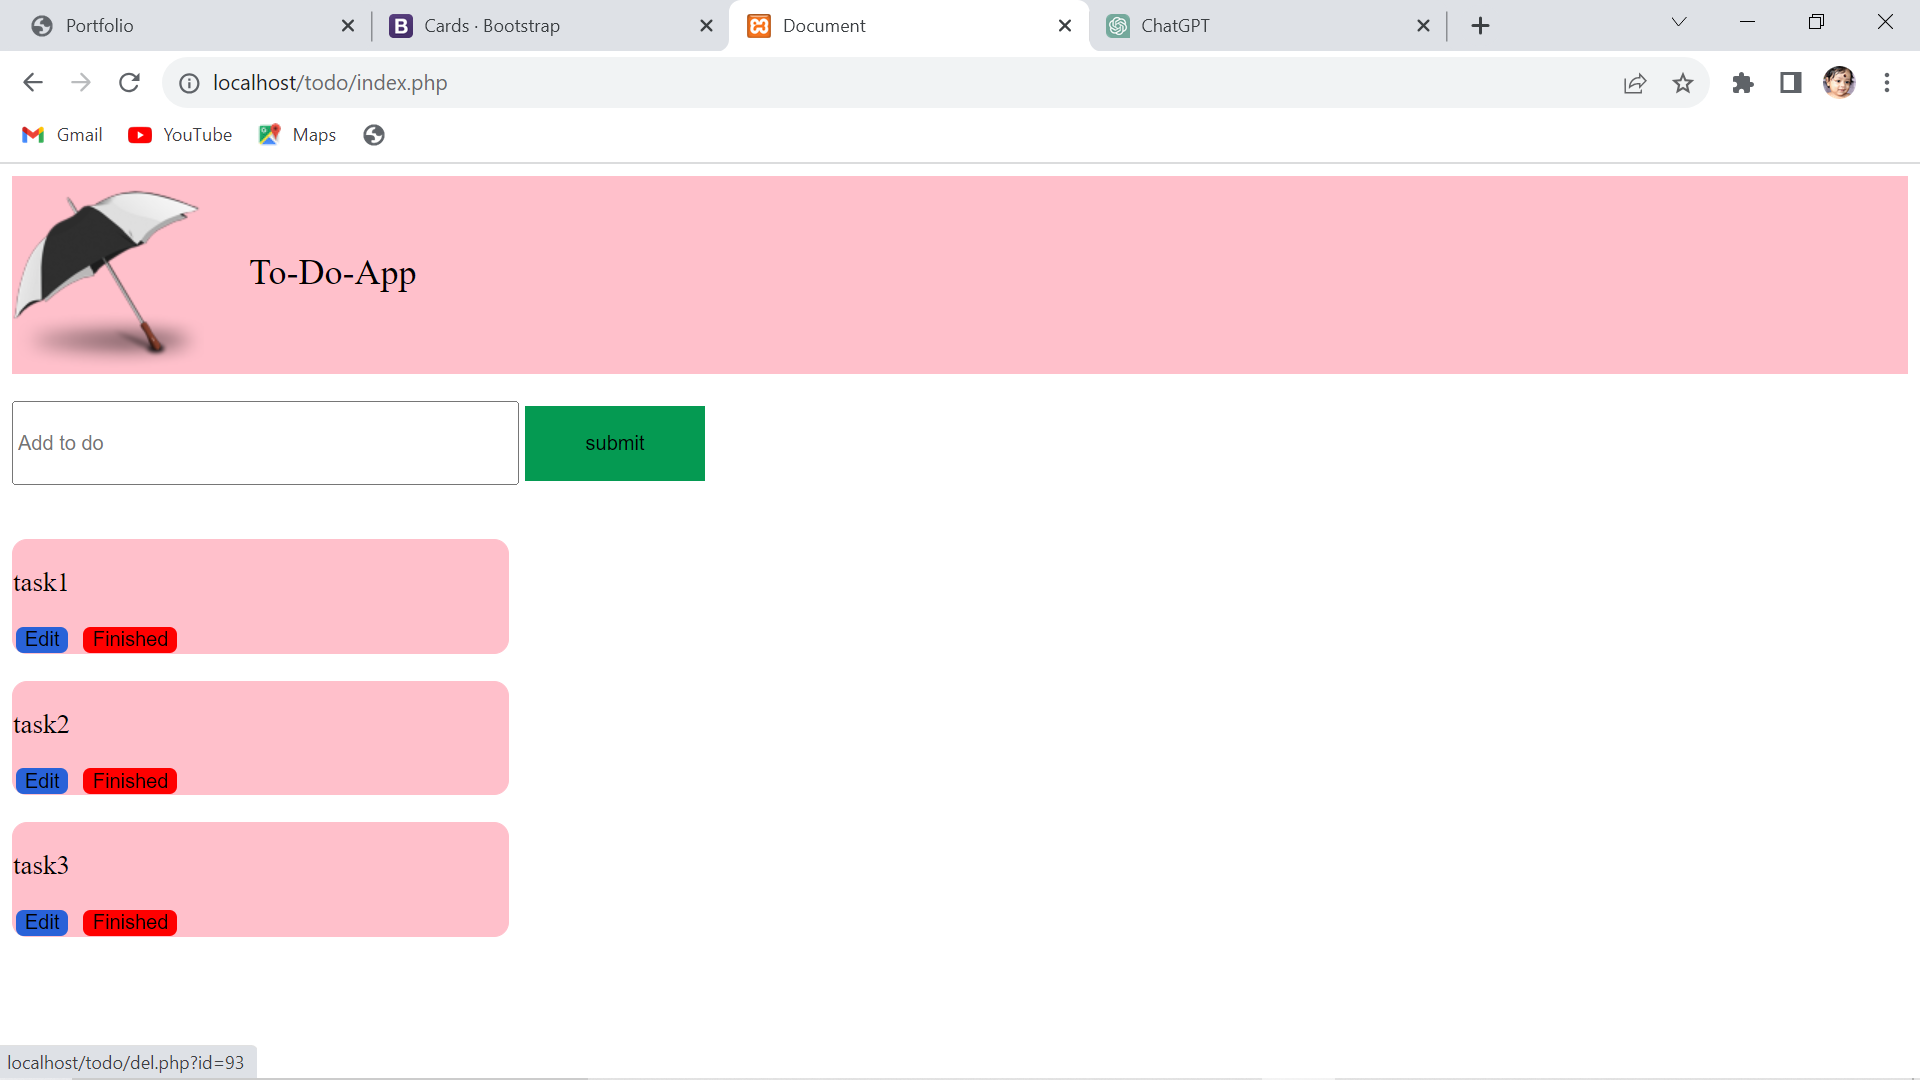 Portfolio
Cards · Bootstrap
Document
ChatGPT
localhost/todo/index.php
Gmail
YouTube
Maps
To-Do-App
Add to do
submit
task1
Edit
Finished
task2
Edit
Finished
task3
Edit
Finished
localhost/todo/del.php?id=93